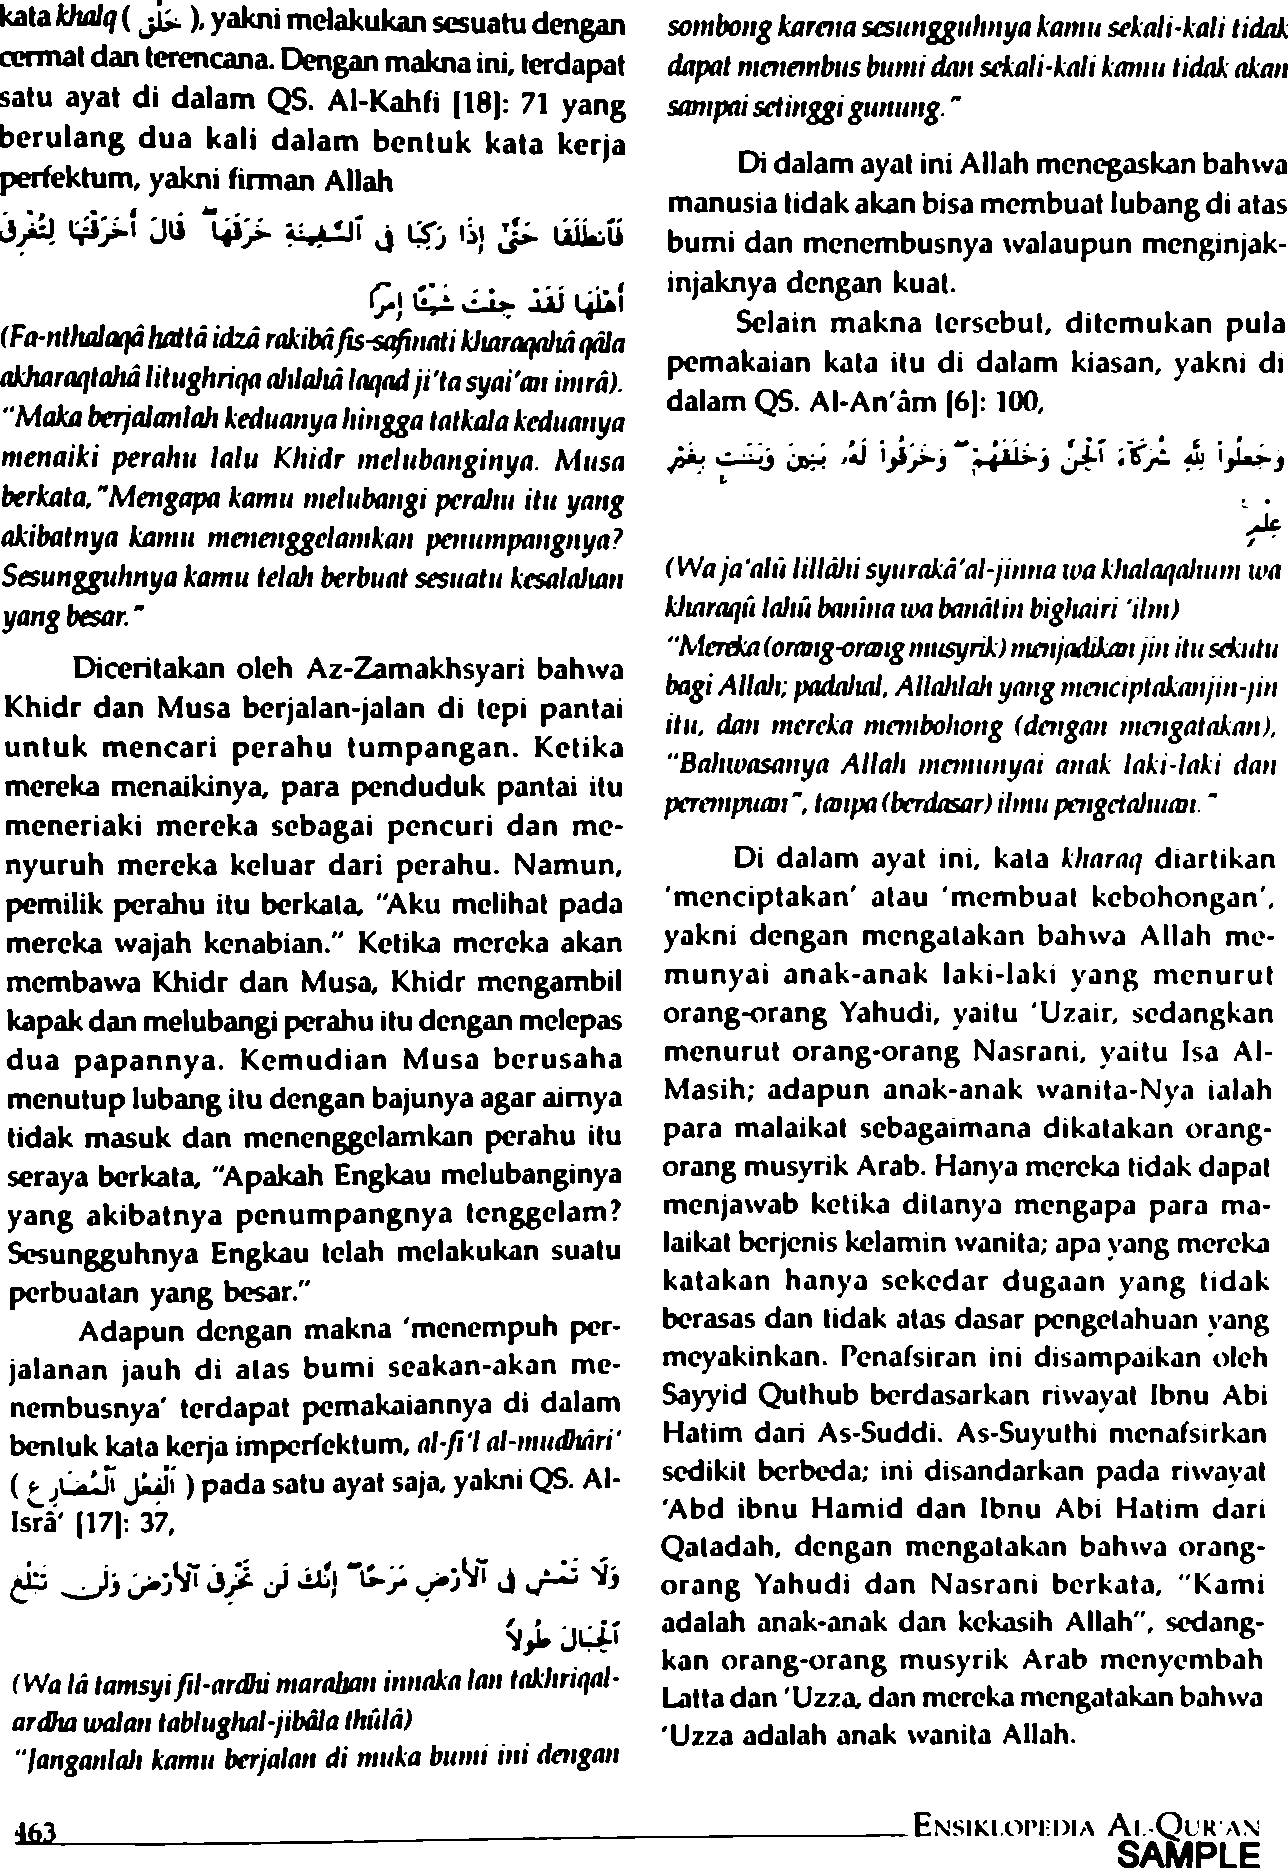 kata khalq ( خَلْق ), yakni melakukan sesuatu dengan
cermat dan terencana. Dengan makna ini, terdapat
satu ayat di dalam QS. Al-Kahfi [18]: 71 yang
berulang dua kali dalam bentuk kata kerja
perfektum, yakni firman Allah
فَٱنطَلَقَا حَتَّىٰٓ إِذَا رَكِبَا فِى ٱلسَّفِينَةِ خَرَقَهَا ۖ قَالَ أَخَرَقْتَهَا لِتُغْرِقَ
أَهْلَهَا لَقَدْ جِئْتَ شَيْـًٔا إِمْرًا
(Fa-nthalaqâ hattâ idzâ rakibâ fis-safînati kharaqahâ qâla
akharaqtahâ litughriqa ahlahâ laqad ji'ta syai'an imrâ).
"Maka berjalanlah keduanya hingga tatkala keduanya
menaiki perahu lalu Khidr melubanginya. Musa
berkata, "Mengapa kamu melubangi perahu itu yang
akibatnya kamu menenggelamkan penumpangnya?
Sesungguhnya kamu telah berbuat sesuatu kesalahan
yang besar."
Diceritakan oleh Az-Zamakhsyari bahwa
Khidr dan Musa berjalan-jalan di tepi pantai
untuk mencari perahu tumpangan. Ketika
mereka menaikinya, para penduduk pantai itu
meneriaki mereka sebagai pencuri dan me-
nyuruh mereka keluar dari perahu. Namun,
pemilik perahu itu berkata, "Aku melihat pada
mereka wajah kenabian." Ketika mereka akan
membawa Khidr dan Musa, Khidr mengambil
kapak dan melubangi perahu itu dengan melepas
dua papannya. Kemudian Musa berusaha
menutup lubang itu dengan bajunya agar airnya
tidak masuk dan menenggelamkan perahu itu
seraya berkata, "Apakah Engkau melubanginya
yang akibatnya penumpangnya tenggelam?
Sesungguhnya Engkau telah melakukan suatu
perbuatan yang besar."
Adapun dengan makna 'menempuh per-
jalanan jauh di atas bumi seakan-akan me-
nembusnya' terdapat pemakaiannya di dalam
bentuk kata kerja imperfektum, al-fi'l al-mudhâri'
( اَلْفِعْل اَلْمُضَارِع ) pada satu ayat saja, yakni QS. Al-
Isrâ' [17]: 37,
وَلَا تَمْشِ فِى ٱلْأَرْضِ مَرَحًا ۖ إِنَّكَ لَن تَخْرِقَ ٱلْأَرْضَ وَلَن تَبْلُغَ
ٱلْجِبَالَ طُولًا
(Wa lâ tamsyi fil-ardhi marahan innaka lan takhriqal-
ardha walan tablughal-jibâla thûlâ)
"Janganlah kamu berjalan di muka bumi ini dengan
sombong karena sesungguhnya kamu sekali-kali tidak
dapat menembus bumi dan sekali-kali kamu tidak akan
sampai setinggi gunung."
Di dalam ayat ini Allah menegaskan bahwa
manusia tidak akan bisa membuat lubang di atas
bumi dan menembusnya walaupun menginjak-
injaknya dengan kuat.
Selain makna tersebut, ditemukan pula
pemakaian kata itu di dalam kiasan, yakni di
dalam QS. Al-An'âm [6]: 100,
وَجَعَلُوا۟ لِلَّهِ شُرَكَآءَ ٱلْجِنَّ وَخَلَقَهُمْ ۖ وَخَرَقُوا۟ لَهُۥ بَنِينَ وَبَنَٰتٍۭ بِغَيْرِ
عِلْمٍ ۚ
(Wa ja'alû lillâhi syurakâ'al-jinna wa khalaqahum wa
kharaqû lahû banîna wa banâtin bighairi 'ilm)
"Mereka (orang-orang musyrik) menjadikan jin itu sekutu
bagi Allah; padahal, Allahlah yang menciptakan jin-jin
itu, dan mereka membohong (dengan mengatakan),
"Bahwasanya Allah memunyai anak laki-laki dan
perempuan", tanpa (berdasar) ilmu pengetahuan."
Di dalam ayat ini, kata kharaq diartikan
'menciptakan' atau 'membuat kebohongan',
yakni dengan mengatakan bahwa Allah me-
munyai anak-anak laki-laki yang menurut
orang-orang Yahudi, yaitu 'Uzair, sedangkan
menurut orang-orang Nasrani, yaitu Isa Al-
Masih; adapun anak-anak wanita-Nya ialah
para malaikat sebagaimana dikatakan orang-
orang musyrik Arab. Hanya mereka tidak dapat
menjawab ketika ditanya mengapa para ma-
laikat berjenis kelamin wanita; apa yang mereka
katakan hanya sekedar dugaan yang tidak
berasas dan tidak atas dasar pengetahuan yang
meyakinkan. Penafsiran ini disampaikan oleh
Sayyid Quthub berdasarkan riwayat Ibnu Abi
Hatim dari As-Suddi. As-Suyuthi menafsirkan
sedikit berbeda; ini disandarkan pada riwayat
'Abd ibnu Hamid dan Ibnu Abi Hatim dari
Qatadah, dengan mengatakan bahwa orang-
orang Yahudi dan Nasrani berkata, "Kami
adalah anak-anak dan kekasih Allah", sedang-
kan orang-orang musyrik Arab menyembah
Latta dan 'Uzza, dan mereka mengatakan bahwa
'Uzza adalah anak wanita Allah.
463
ENSIKLOPEDIA AL-QUR'AN
SAMPLE